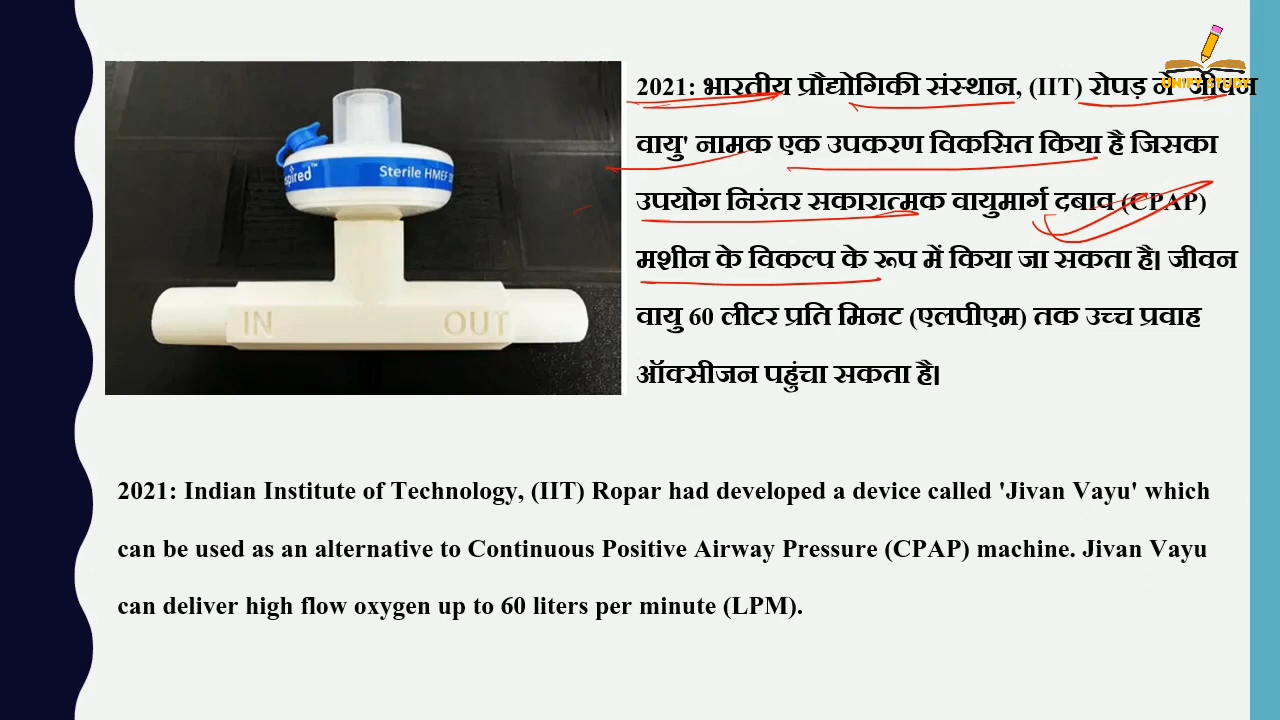 UNIFY STUDY
2021: भारतीय प्रौद्योगिकी संस्थान, (IIT) रोपड़ ने 'जीवन
वायु' नामक एक उपकरण विकसित किया है जिसका
उपयोग निरंतर सकारात्मक वायुमार्ग दबाव (CPAP)
मशीन के विकल्प के रूप में किया जा सकता है। जीवन
वायु 60 लीटर प्रति मिनट (एलपीएम) तक उच्च प्रवाह
ऑक्सीजन पहुंचा सकता है।
spired™
Sterile HMEF
IN
OUT
2021: Indian Institute of Technology, (IIT) Ropar had developed a device called 'Jivan Vayu' which
can be used as an alternative to Continuous Positive Airway Pressure (CPAP) machine. Jivan Vayu
can deliver high flow oxygen up to 60 liters per minute (LPM).